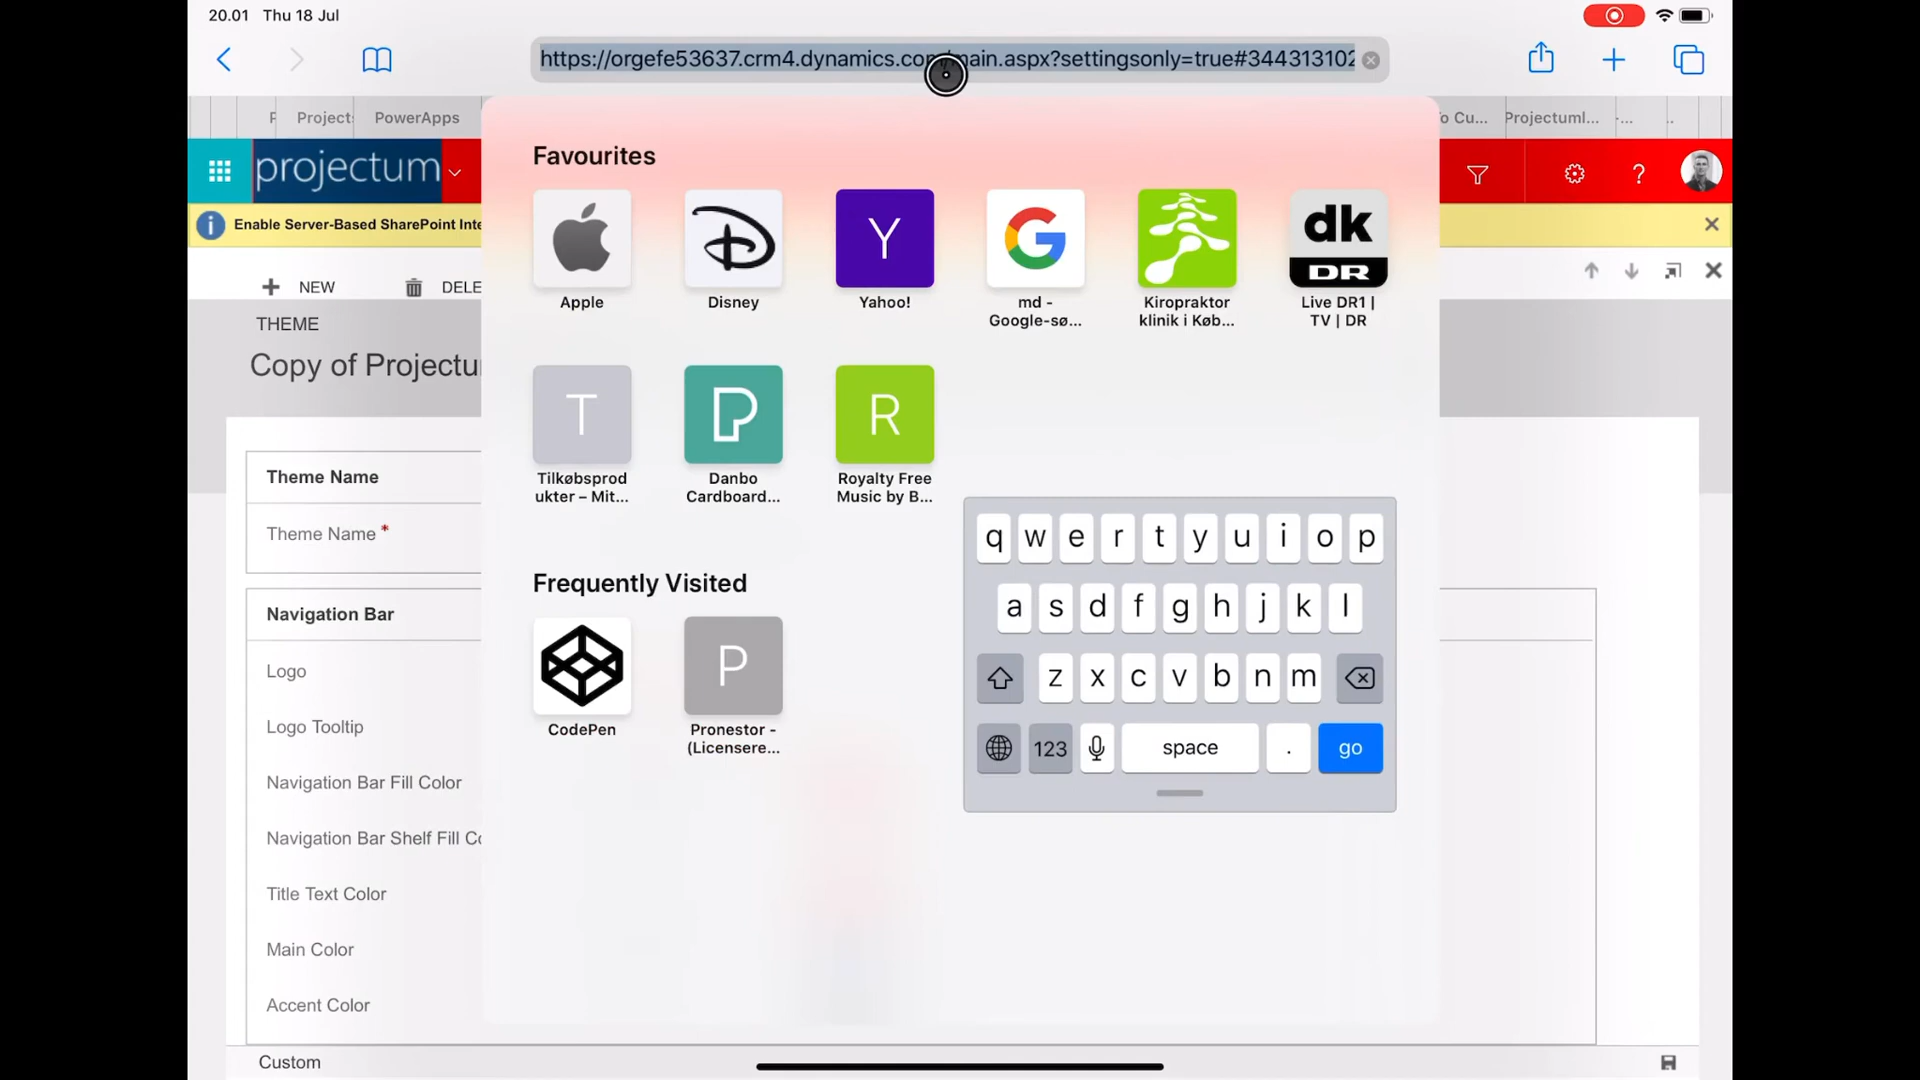 20.01 Thu 18 Jul
https://orgefe53637.crm4.dynamics.com/main.aspx?settingsonly=true#344313102
Project: PowerApps
o Cu... ProjectumI...
projectum
?
Enable Server-Based SharePoint Inte
NEW DELE
THEME
Copy of Projectu
Theme Name
Theme Name *
Navigation Bar
Logo
Logo Tooltip
Navigation Bar Fill Color
Navigation Bar Shelf Fill Co
Title Text Color
Main Color
Accent Color
Custom
Favourites
Apple
Disney
Y
Yahoo!
G
md -
Google-sø...
Kiropraktor
klinik i Køb...
dk
DR
Live DR1 |
TV | DR
T
Tilkøbsprod
ukter – Mit...
Danbo
Cardboard...
R
Royalty Free
Music by B...
Frequently Visited
CodePen
P
Pronestor -
(Licensere...
q w e r t y u i o p
a s d f g h j k l
z x c v b n m
123 space . go